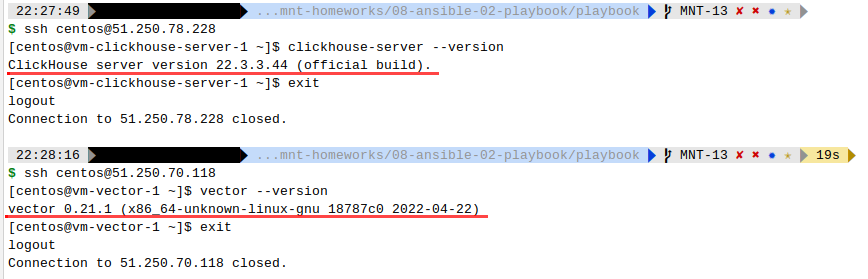 22:27:49 ...mnt-homeworks/08-ansible-02-playbook/playbook MNT-13 ✘ ✖ ✹ ✭
$ ssh centos@51.250.78.228
[centos@vm-clickhouse-server-1 ~]$ clickhouse-server --version
ClickHouse server version 22.3.3.44 (official build).
[centos@vm-clickhouse-server-1 ~]$ exit
logout
Connection to 51.250.78.228 closed.
22:28:16 ...mnt-homeworks/08-ansible-02-playbook/playbook MNT-13 ✘ ✖ ✹ ✭ 19s
$ ssh centos@51.250.70.118
[centos@vm-vector-1 ~]$ vector --version
vector 0.21.1 (x86_64-unknown-linux-gnu 18787c0 2022-04-22)
[centos@vm-vector-1 ~]$ exit
logout
Connection to 51.250.70.118 closed.